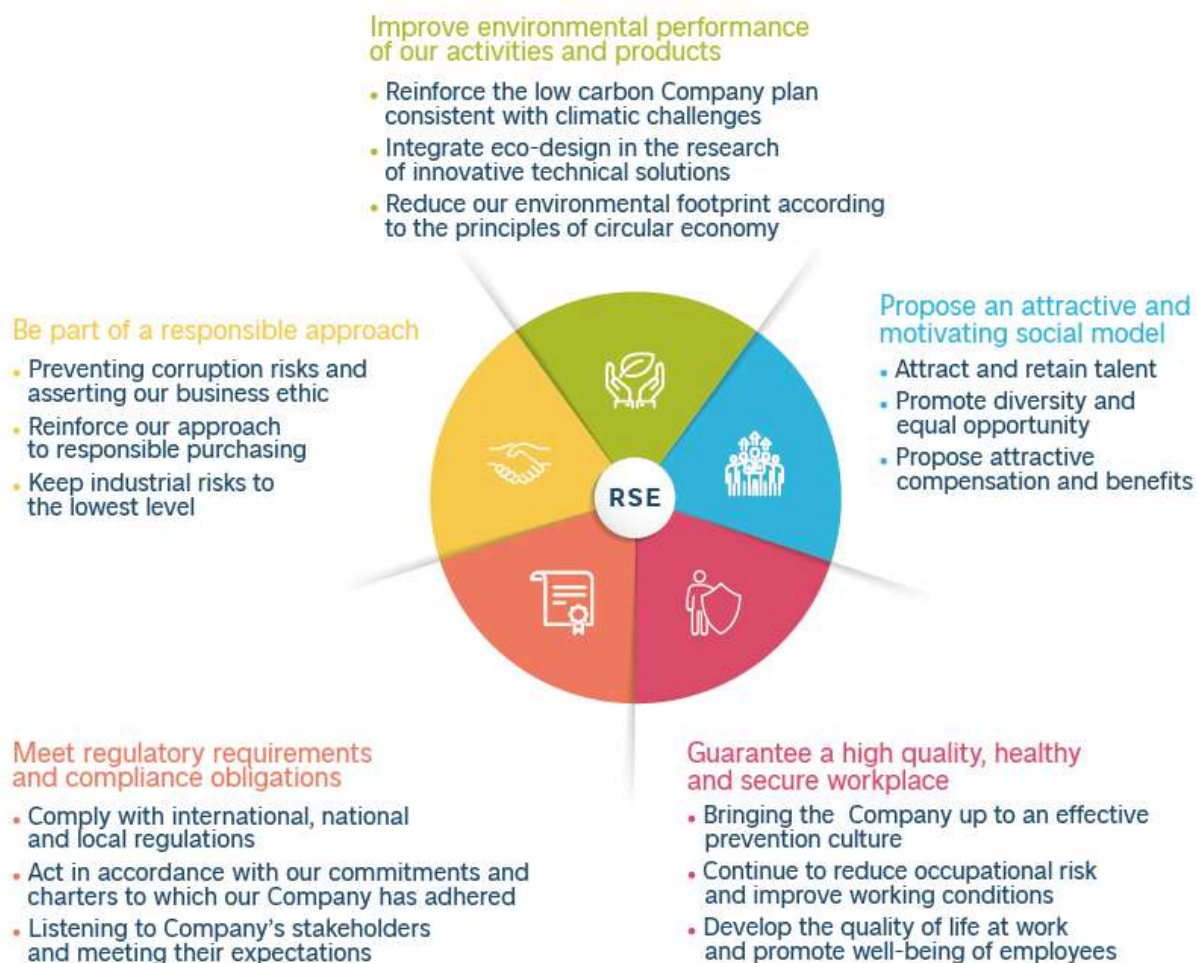 Improve environmental performance
of our activities and products
• Reinforce the low carbon Company plan
consistent with climatic challenges
• Integrate eco-design in the research
of innovative technical solutions
• Reduce our environmental footprint according
to the principles of circular economy
Be part of a responsible approach
• Preventing corruption risks and
asserting our business ethic
• Reinforce our approach
to responsible purchasing
• Keep industrial risks to
the lowest level
Propose an attractive and
motivating social model
• Attract and retain talent
• Promote diversity and
equal opportunity
• Propose attractive
compensation and benefits
RSE
Meet regulatory requirements
and compliance obligations
• Comply with international, national
and local regulations
• Act in accordance with our commitments and
charters to which our Company has adhered
• Listening to Company's stakeholders
and meeting their expectations
Guarantee a high quality, healthy
and secure workplace
• Bringing the Company up to an effective
prevention culture
• Continue to reduce occupational risk
and improve working conditions
• Develop the quality of life at work
and promote well-being of employees